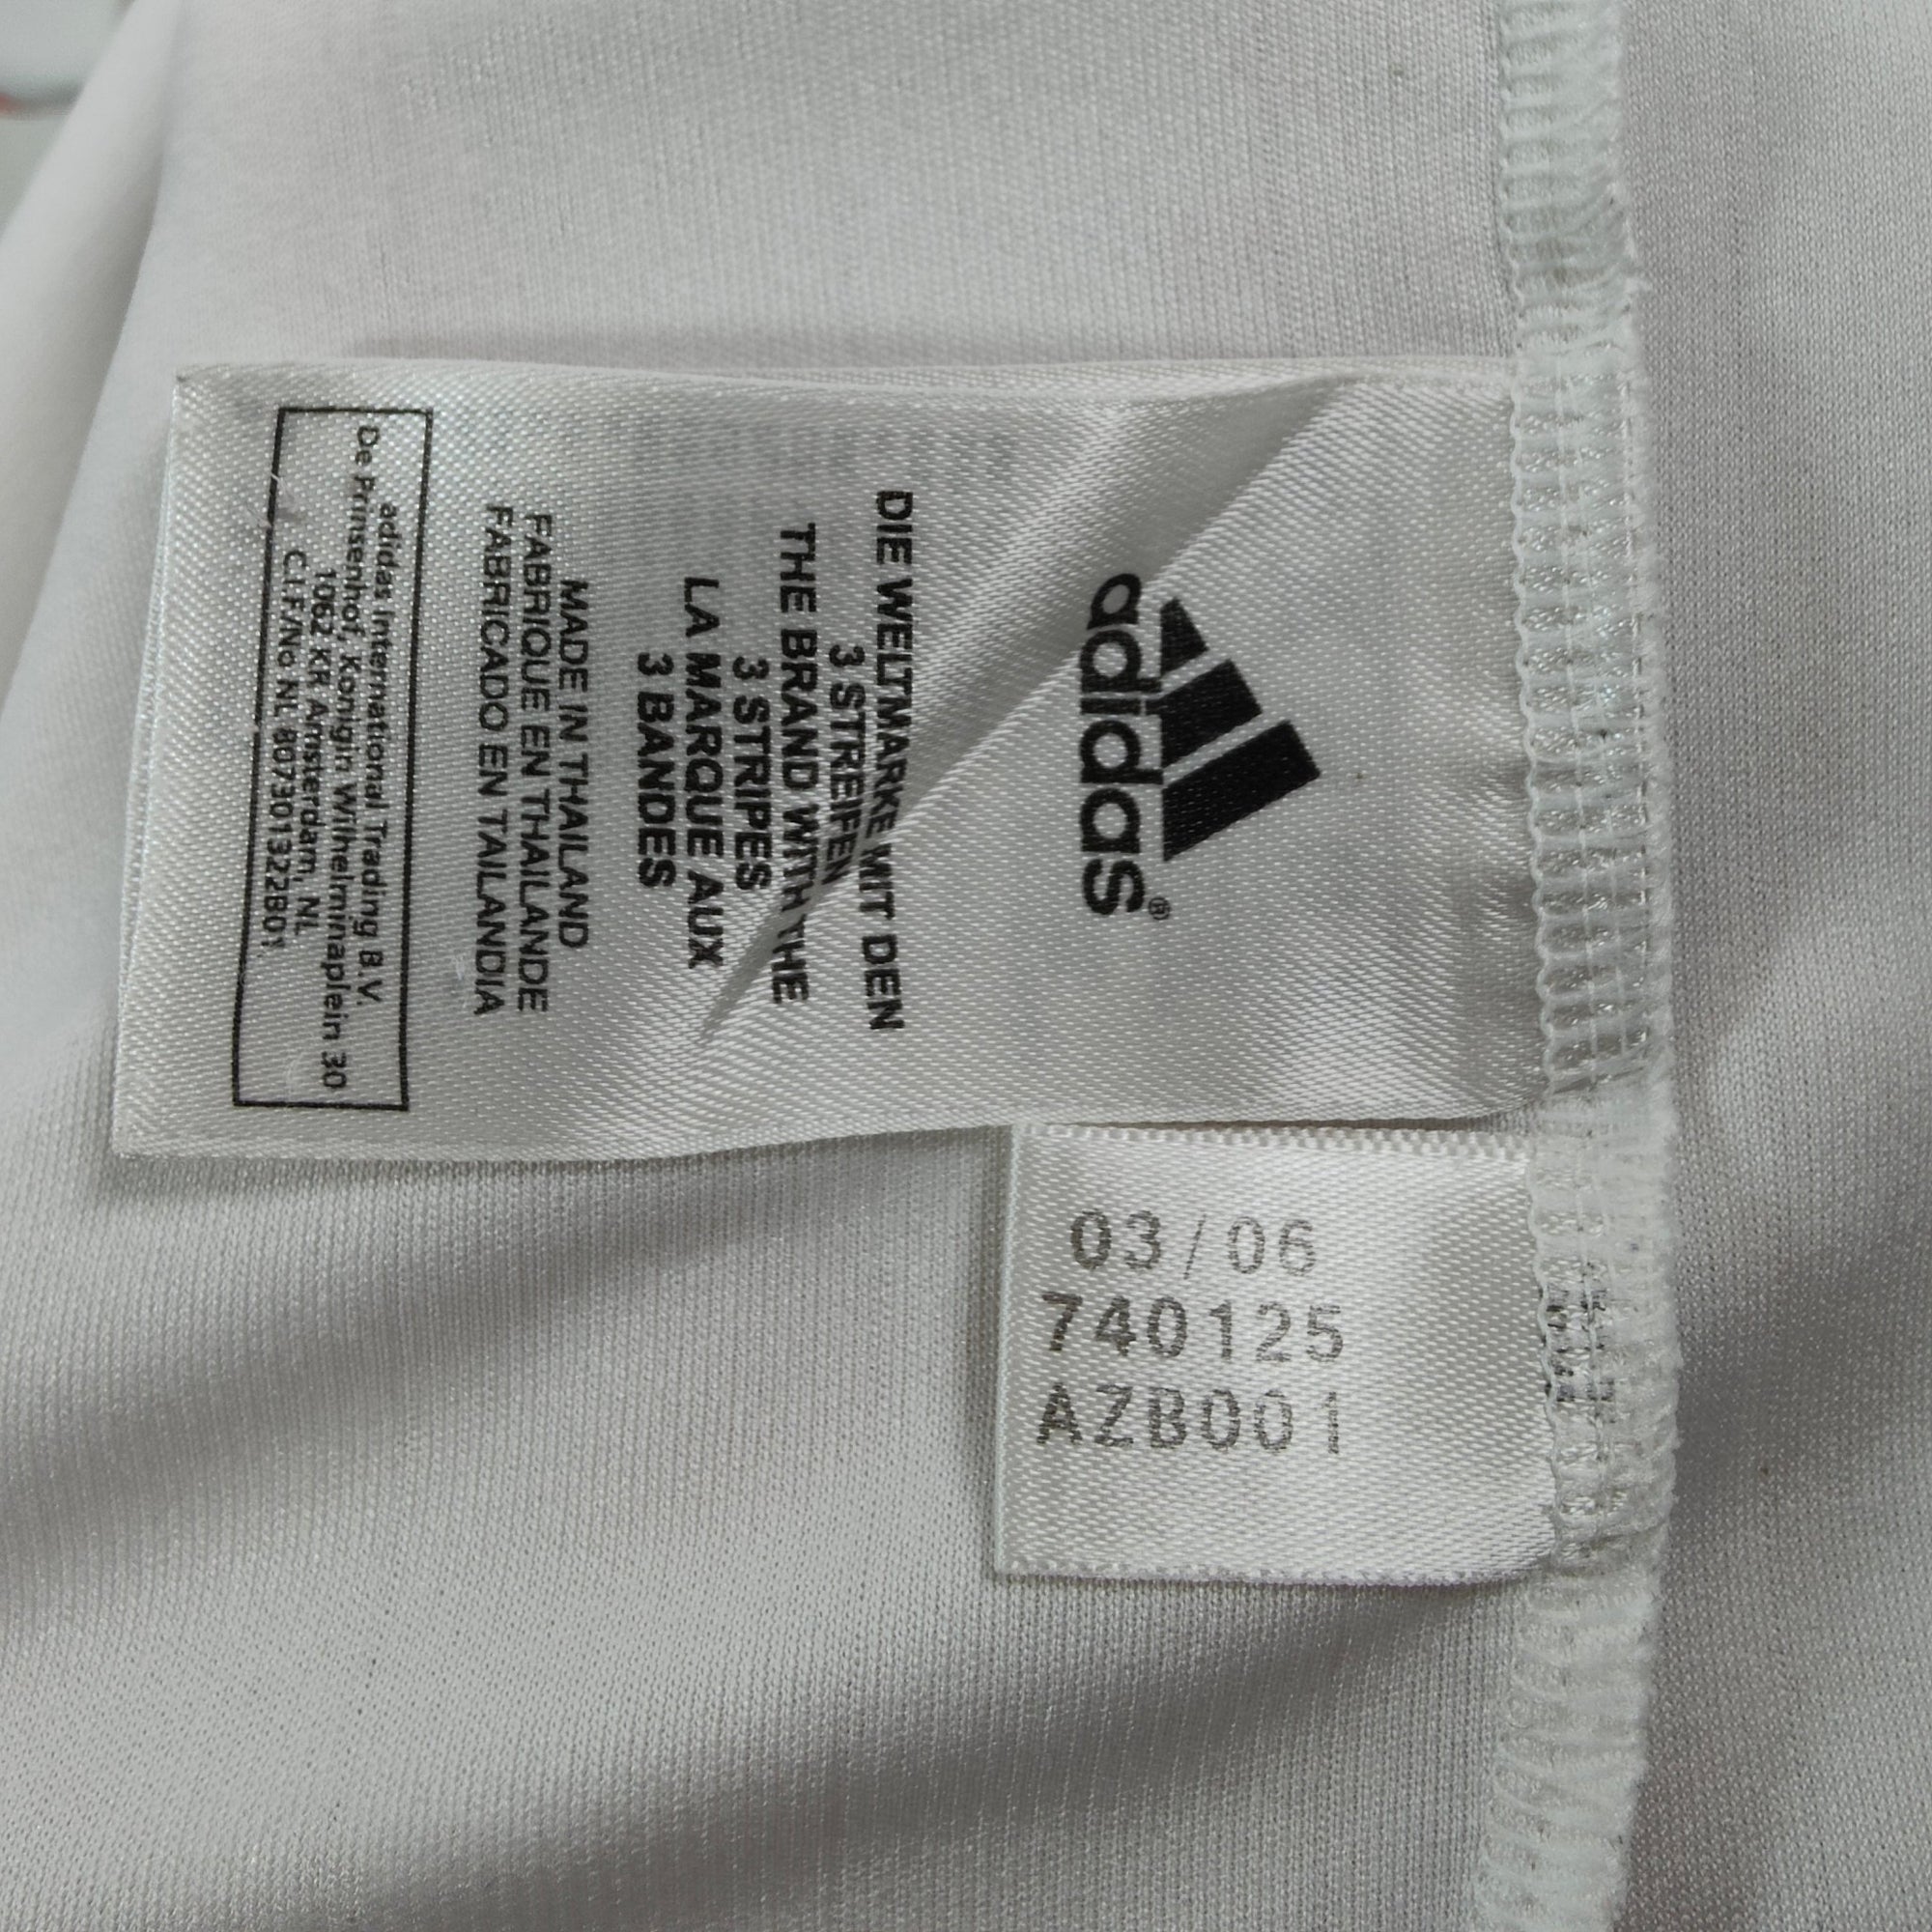 adidas®
DIE WELTMARKE MIT DEN
3 STREIFEN
THE BRAND WITH THE
3 STRIPES
LA MARQUE AUX
3 BANDES
MADE IN THAILAND
FABRIQUE EN THAILANDE
FABRICADO EN TAILANDIA
adidas International Trading B.V.
De Prinsenhof, Konigin Wilhelminaplein 30
1062 KR Amsterdam, NL
C.I.F/No NL 807301322B01
03/06
740125
AZB001